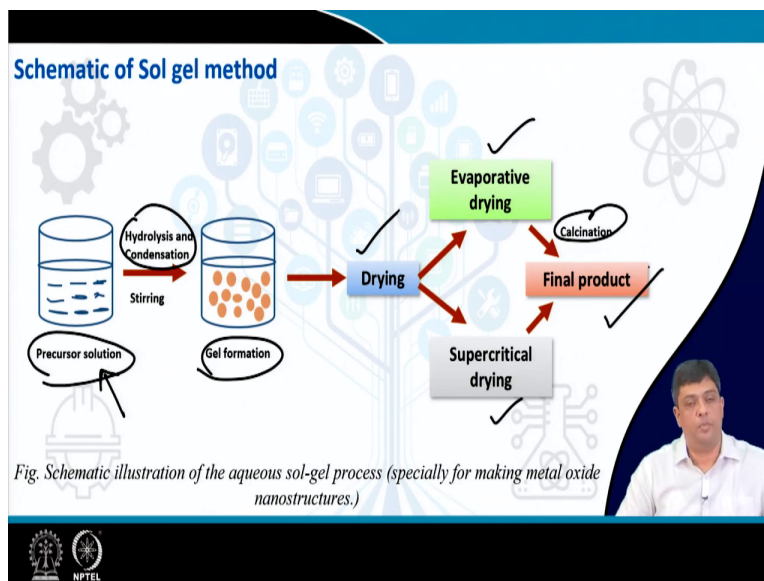 Schematic of Sol gel method
Evaporative
drying
Hydrolysis and
Condensation
Calcination
Drying
Final product
Stirring
Precursor solution
Gel formation
Supercritical
drying
Fig. Schematic illustration of the aqueous sol-gel process (specially for making metal oxide
nanostructures.)
NPTEL